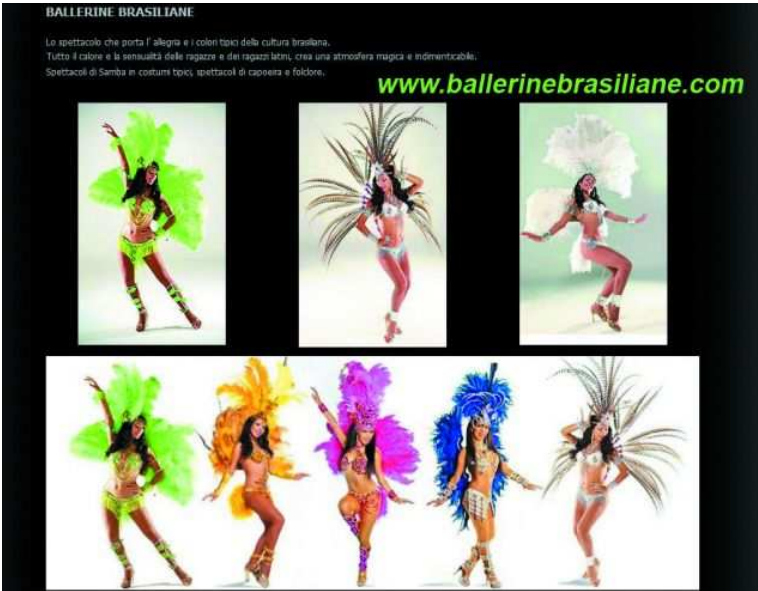 BALLERINE BRASILIANE
Lo spettacolo che porta l' allegria e i colori tipici della cultura brasiliana.
Tutto il calore e la sensualità delle ragazze e dei ragazzi latini, crea una atmosfera magica e indimenticabile.
Spettacoli di Samba in costumi tipici, spettacoli di capoeira e folclore.
www.ballerinebrasiliane.com